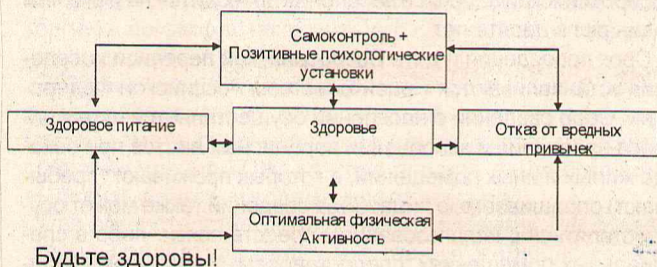 Самоконтроль +
Позитивные психологические
установки
Здоровое питание
Здоровье
Отказ от вредных
привычек
Оптимальная физическая
Активность
Будьте здоровы!